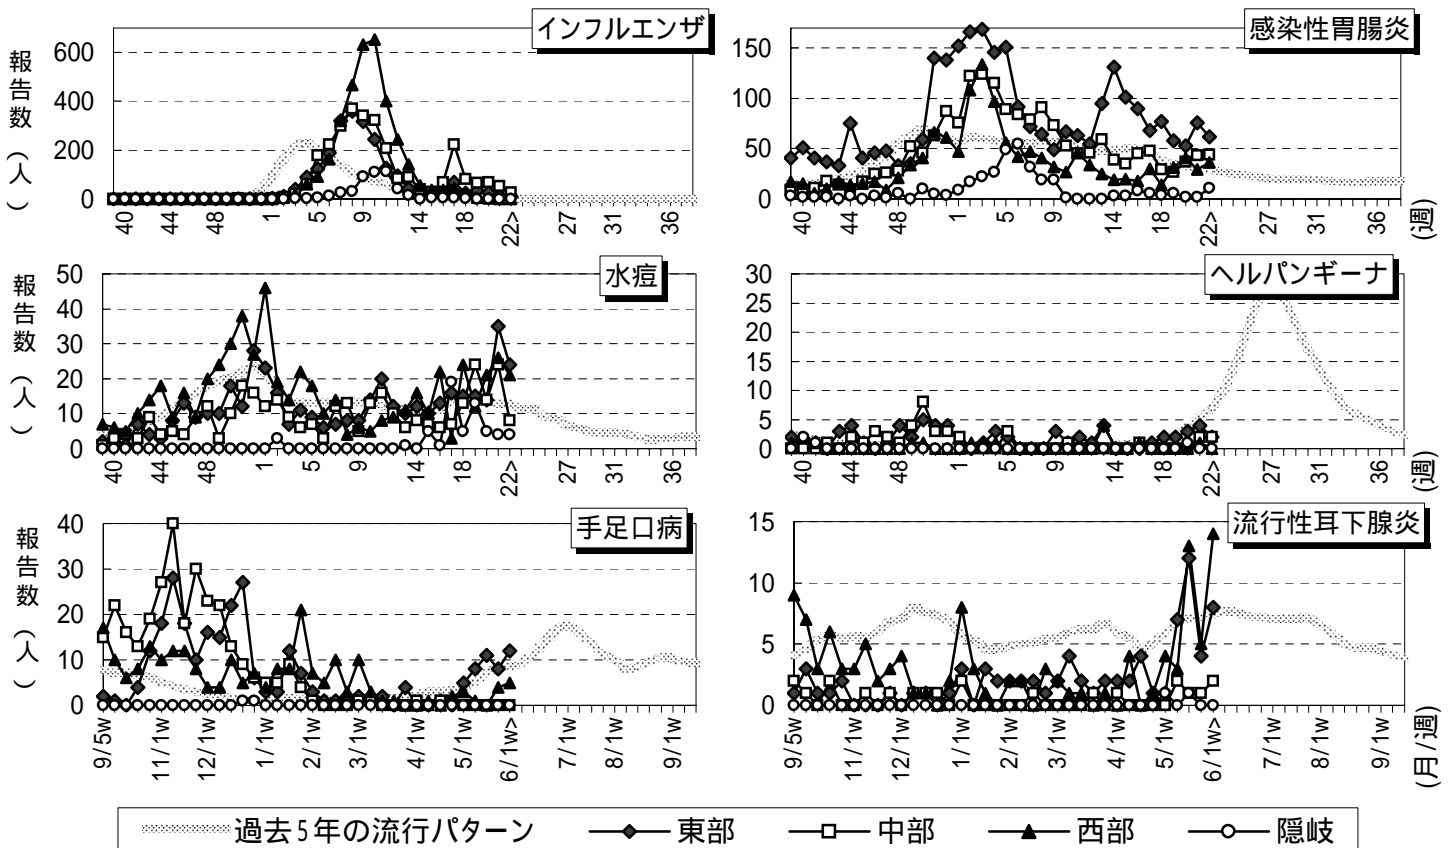 インフルエンザ
報告数（人）
600
400
200
0
40 44 48 1 5 9 14 18 22> 27 31 36
感染性胃腸炎
150
100
50
0
40 44 48 1 5 9 14 18 22> 27 31 36
(週)
水痘
報告数（人）
50
40
30
20
10
0
40 44 48 1 5 9 14 18 22> 27 31 36
ヘルパンギーナ
30
25
20
15
10
5
0
40 44 48 1 5 9 14 18 22> 27 31 36
(週)
手足口病
報告数（人）
40
30
20
10
0
9/5w 11/1w 12/1w 1/1w 2/1w 3/1w 4/1w 5/1w 6/1w> 7/1w 8/1w 9/1w
流行性耳下腺炎
15
10
5
0
9/5w 11/1w 12/1w 1/1w 2/1w 3/1w 4/1w 5/1w 6/1w> 7/1w 8/1w 9/1w
(月/週)
過去5年の流行パターン 東部 中部 西部 隠岐